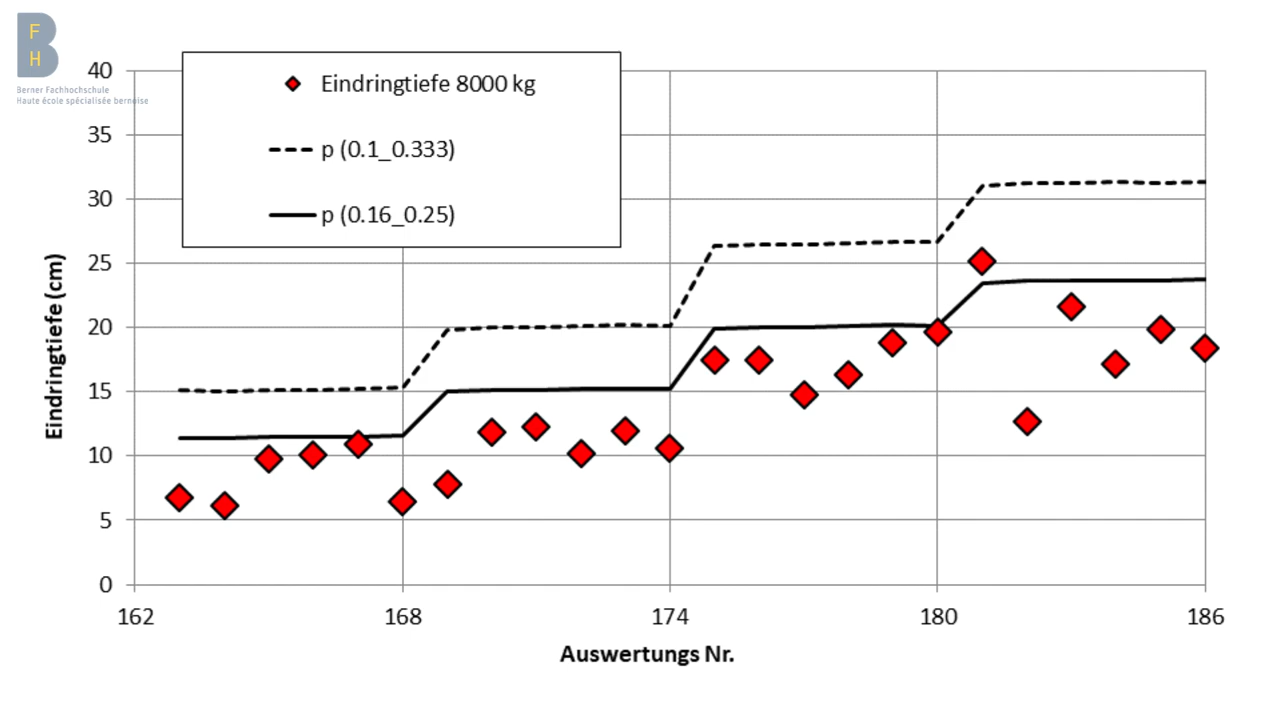 F
B
H
Berner Fachhochschule
Haute école spécialisée bernoise
Eindringtiefe 8000 kg
p (0.1_0.333)
p (0.16_0.25)
Eindringtiefe (cm)
40
35
30
25
20
15
10
5
0
162 168 174 180 186
Auswertungs Nr.